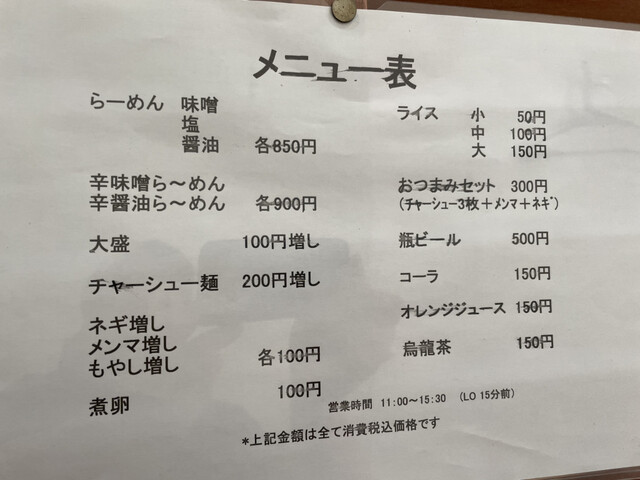 メニュー表
らーめん 味噌
塩
醤油 各850円
辛味噌ら～めん
辛醤油ら～めん 各900円
大盛 100円増し
チャーシュー麺 200円増し
ネギ増し
メンマ増し
もやし増し 各100円
煮卵 100円
ライス 小 50円
中 100円
大 150円
おつまみセット 300円
(チャーシュー3枚＋メンマ＋ネギ)
瓶ビール 500円
コーラ 150円
オレンジジュース 150円
烏龍茶 150円
営業時間 11:00～15:30 (LO 15分前)
*上記金額は全て消費税込価格です